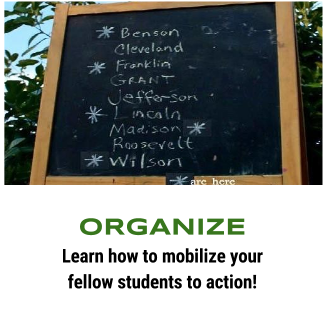 * Benson
Cleveland
* Franklin
GRANT
Jefferson
* Lincoln
Madison *
Roosevelt
* Wilson
* are here
ORGANIZE
Learn how to mobilize your
fellow students to action!